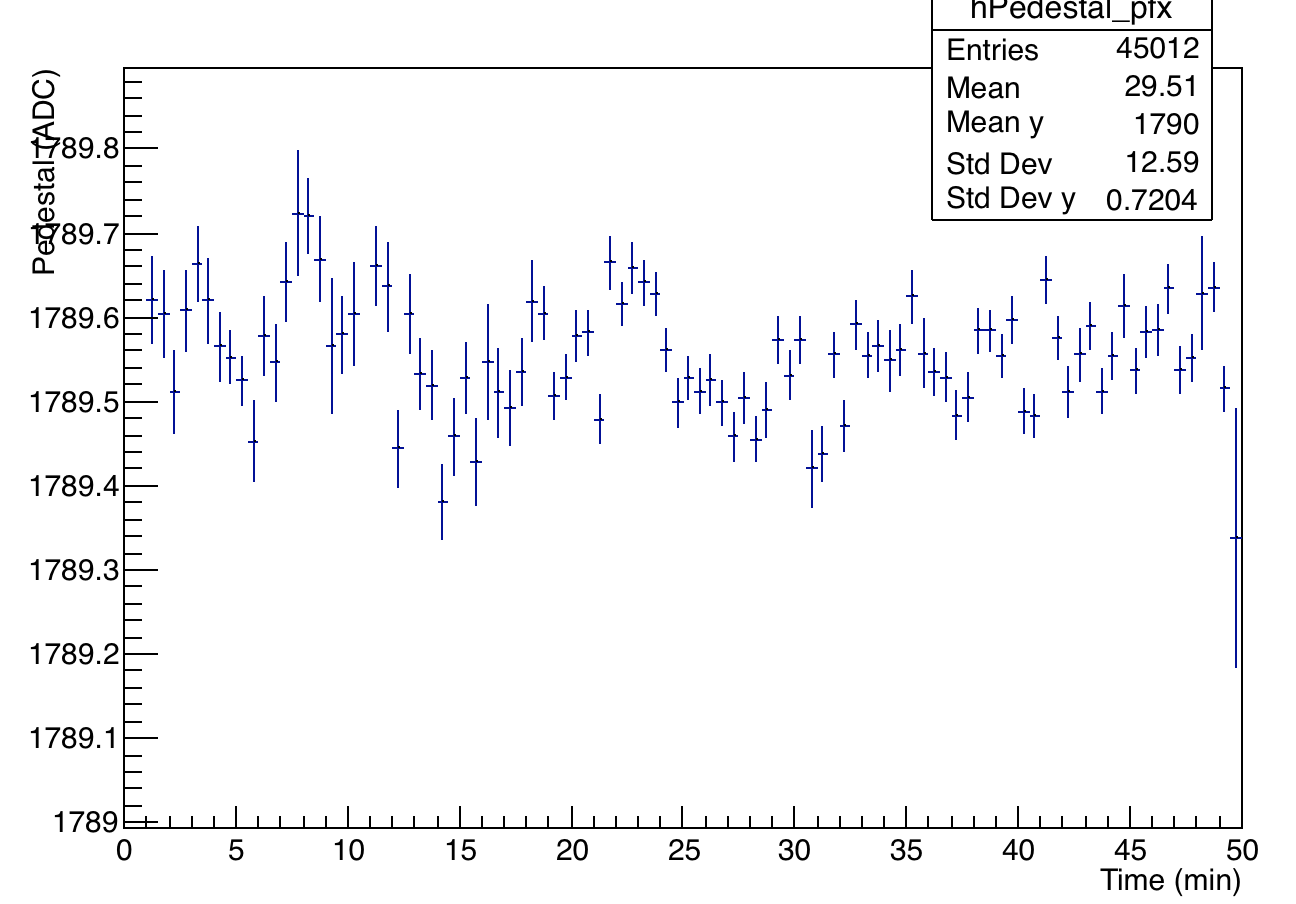 hPedestal_pfx
Entries 45012
Mean 29.51
Mean y 1790
Std Dev 12.59
Std Dev y 0.7204
Pedestal (ADC)
1789.8
1789.7
1789.6
1789.5
1789.4
1789.3
1789.2
1789.1
1789
0 5 10 15 20 25 30 35 40 45 50
Time (min)